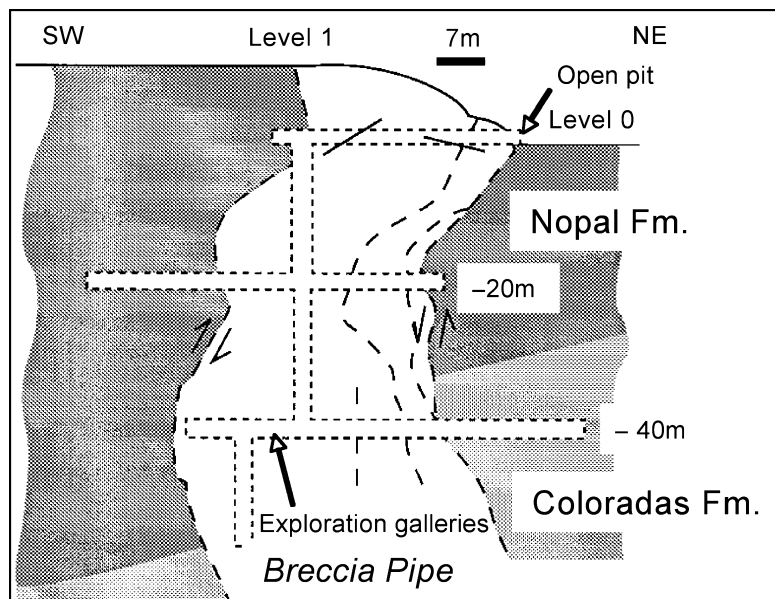 SW
Level 1
7m
NE
Open pit
Level 0
Nopal Fm.
–20m
– 40m
Coloradas Fm.
Exploration galleries
Breccia Pipe